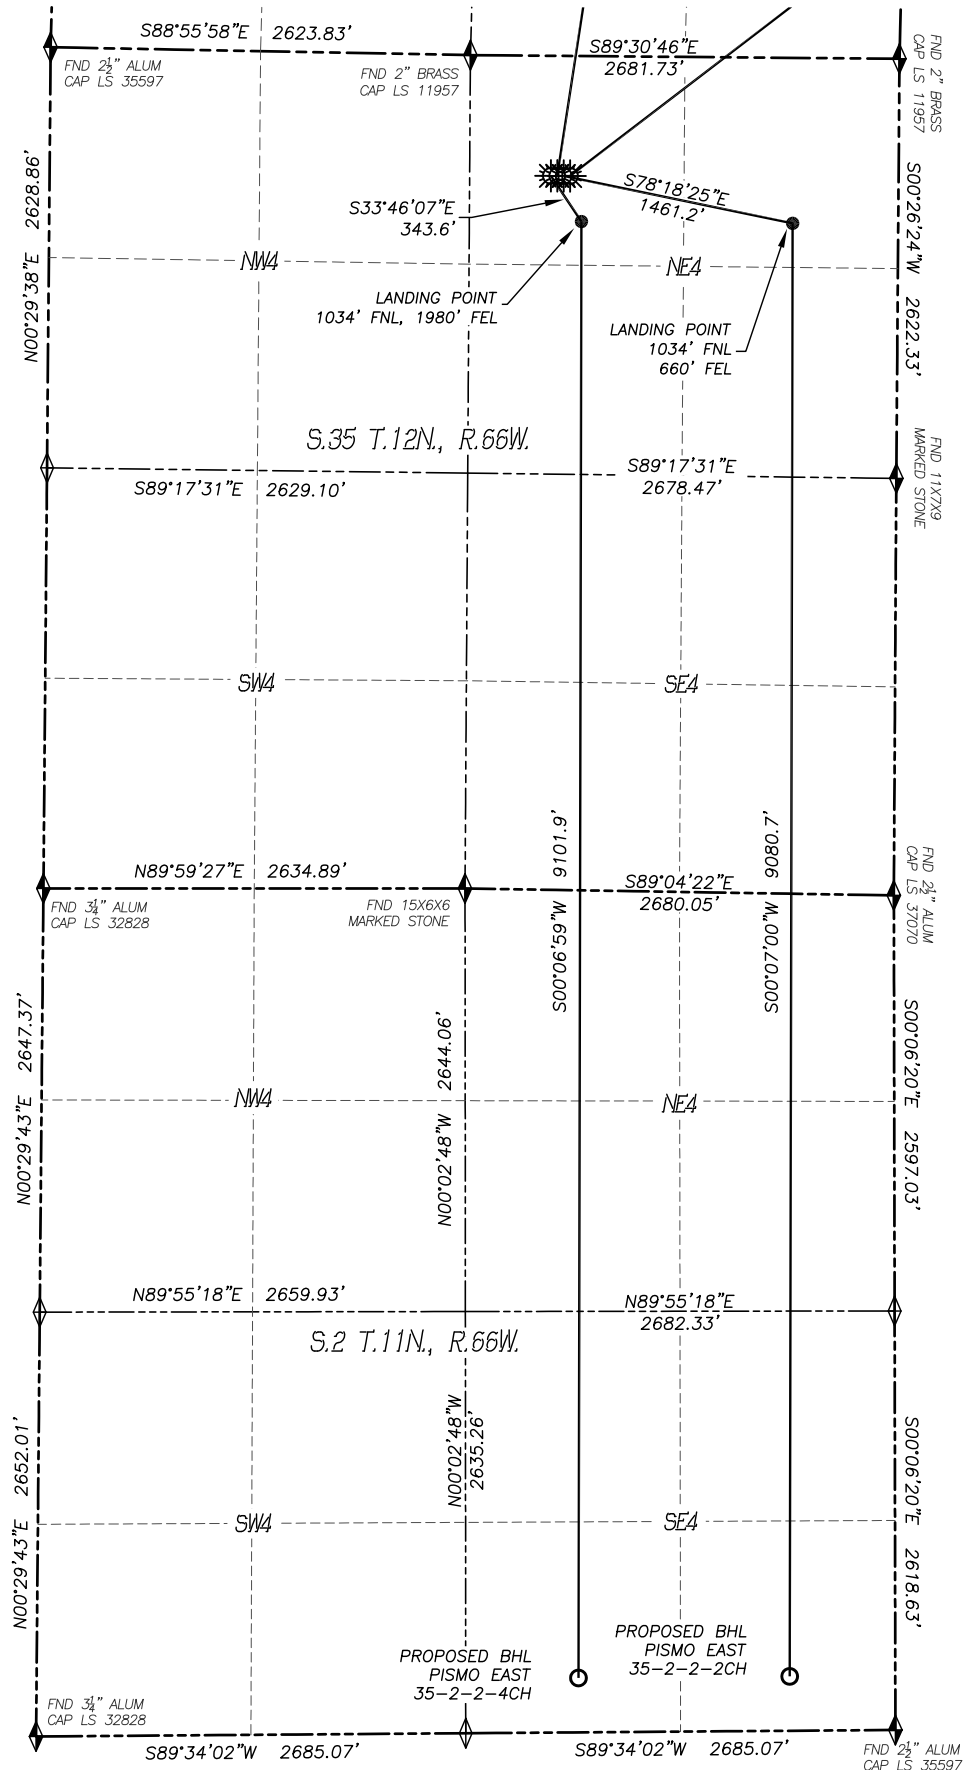 S88°55'58"E 2623.83'
S89°30'46"E
2681.73'
FND 2½" ALUM
CAP LS 35597
FND 2" BRASS
CAP LS 11957
FND 2" BRASS
CAP LS 11957
N00°29'38"E 2628.86'
S00°26'24"W 2622.33'
S78°18'25"E
1461.2'
S33°46'07"E
343.6'
NW4
NE4
LANDING POINT
1034' FNL, 1980' FEL
LANDING POINT
1034' FNL
660' FEL
S.35 T.12N., R.66W.
S89°17'31"E 2629.10'
S89°17'31"E
2678.47'
FND 11X7X9
MARKED STONE
SW4
SE4
S00°06'59"W 9101.9'
S00°07'00"W 9080.7'
N89°59'27"E 2634.89'
S89°04'22"E
2680.05'
FND 3¼" ALUM
CAP LS 32828
FND 15X6X6
MARKED STONE
FND 2½" ALUM
CAP LS 37070
N00°29'43"E 2647.37'
N00°02'48"W 2644.06'
S00°06'20"E 2597.03'
NW4
NE4
N89°55'18"E 2659.93'
N89°55'18"E
2682.33'
S.2 T.11N., R.66W.
N00°29'43"E 2652.01'
N00°02'48"W
2635.26'
S00°06'20"E 2618.63'
SW4
SE4
PROPOSED BHL
PISMO EAST
35-2-2-4CH
PROPOSED BHL
PISMO EAST
35-2-2-2CH
FND 3¼" ALUM
CAP LS 32828
S89°34'02"W 2685.07'
S89°34'02"W 2685.07'
FND 2½" ALUM
CAP LS 35597